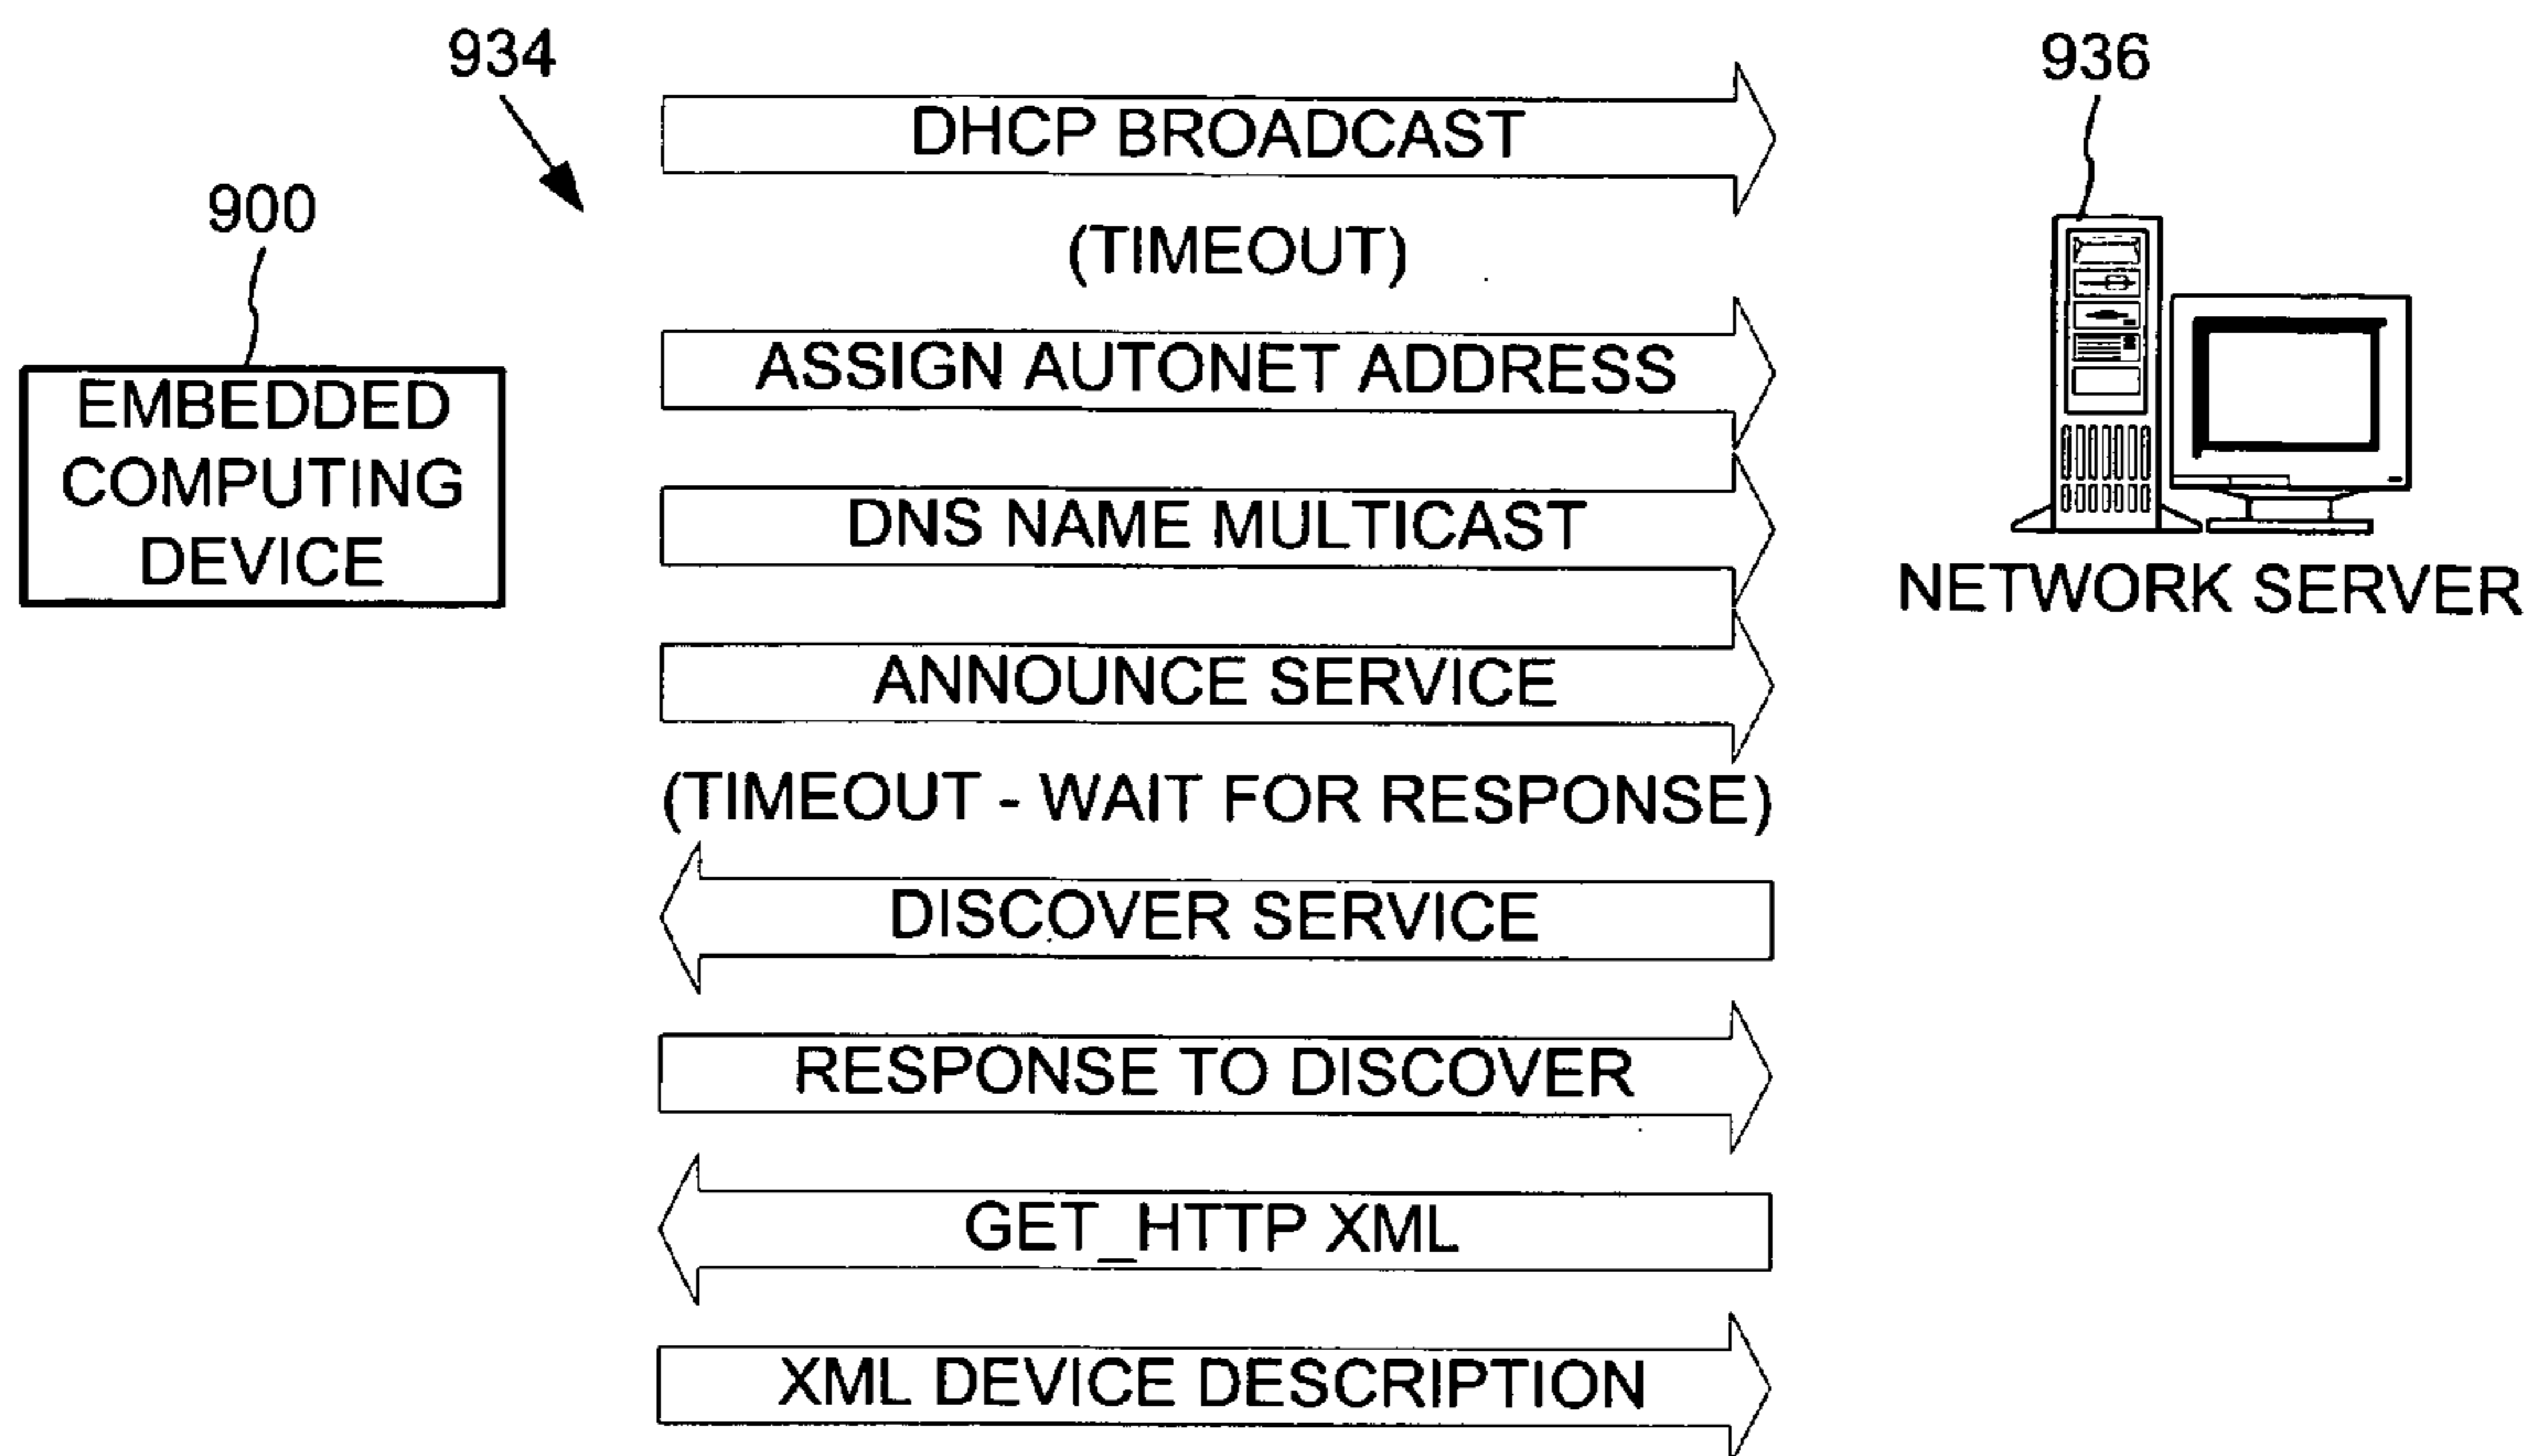 934
936
900
DHCP BROADCAST
(TIMEOUT)
ASSIGN AUTONET ADDRESS
EMBEDDED
COMPUTING
DEVICE
DNS NAME MULTICAST
NETWORK SERVER
ANNOUNCE SERVICE
(TIMEOUT - WAIT FOR RESPONSE)
DISCOVER SERVICE
RESPONSE TO DISCOVER
GET_HTTP XML
XML DEVICE DESCRIPTION